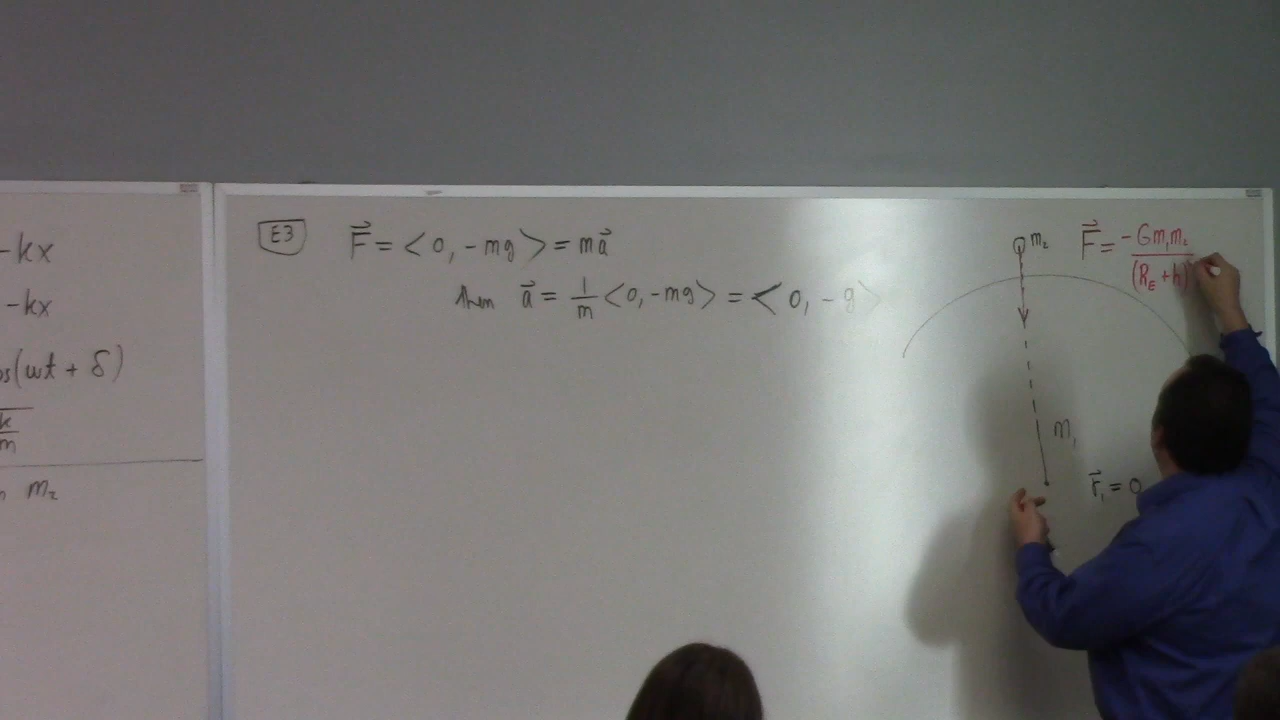 -kx
-kx
os(ωt + δ)
k/m
m₂
E3 F⃗ = <0, -mg> = ma⃗
then a⃗ = 1/m <0, -mg> = <0, -g>
m₂ F⃗ = -Gm₁m₂/(R_E + h)
m₁
r⃗₁ = 0